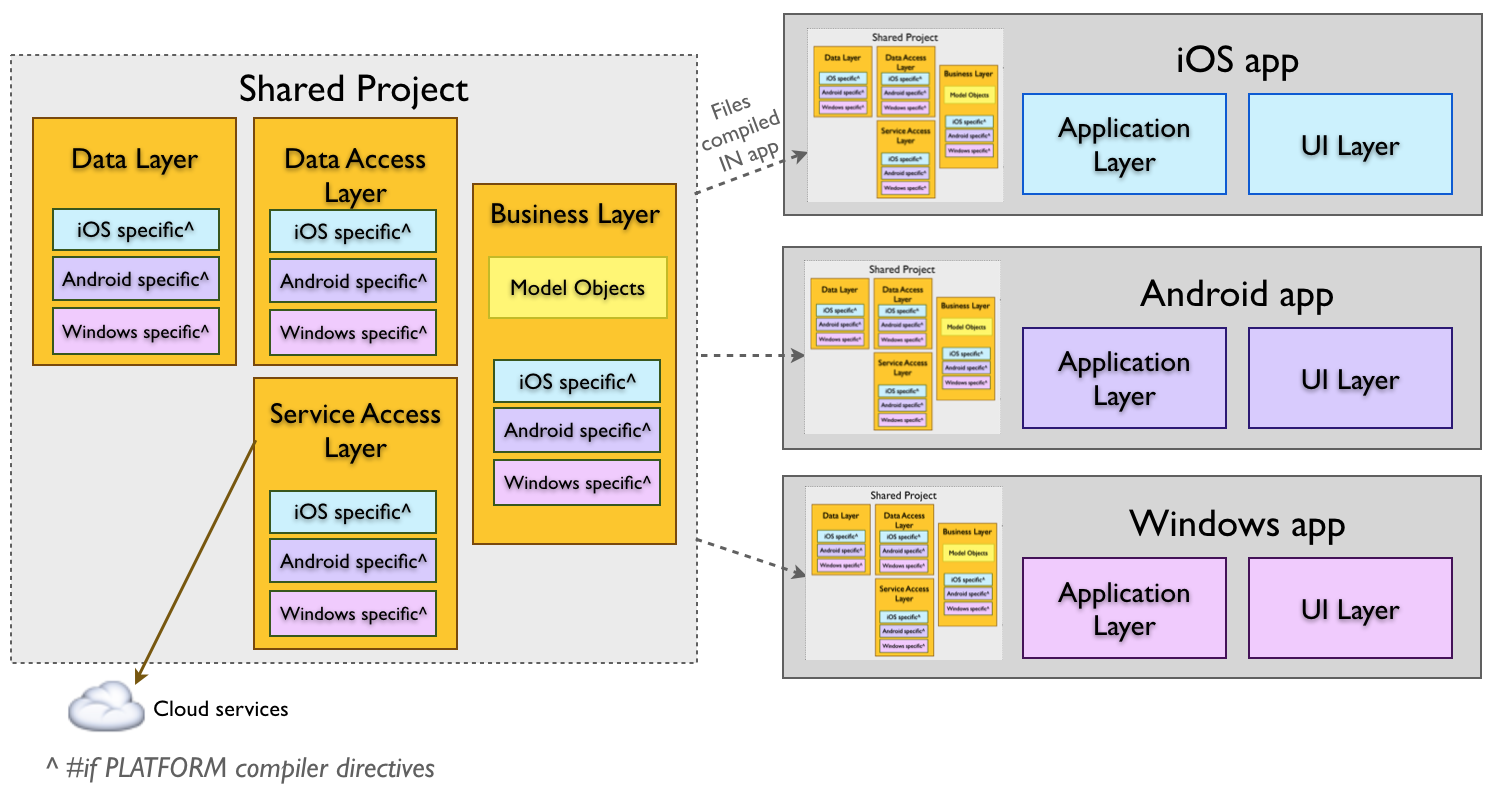 Shared Project
Data Layer
iOS specific^
Android specific^
Windows specific^
Data Access
Layer
iOS specific^
Android specific^
Windows specific^
Service Access
Layer
iOS specific^
Android specific^
Windows specific^
Business Layer
Model Objects
iOS specific^
Android specific^
Windows specific^
Cloud services
^ #if PLATFORM compiler directives
Files
compiled
IN app
iOS app
Shared Project
Data Layer
iOS specific^
Android specific^
Windows specific^
Data Access
Layer
iOS specific^
Android specific^
Windows specific^
Service Access
Layer
iOS specific^
Android specific^
Windows specific^
Business Layer
Model Objects
iOS specific^
Android specific^
Windows specific^
Application
Layer
UI Layer
Android app
Shared Project
Data Layer
iOS specific^
Android specific^
Windows specific^
Data Access
Layer
iOS specific^
Android specific^
Windows specific^
Service Access
Layer
iOS specific^
Android specific^
Windows specific^
Business Layer
Model Objects
iOS specific^
Android specific^
Windows specific^
Application
Layer
UI Layer
Windows app
Shared Project
Data Layer
iOS specific^
Android specific^
Windows specific^
Data Access
Layer
iOS specific^
Android specific^
Windows specific^
Service Access
Layer
iOS specific^
Android specific^
Windows specific^
Business Layer
Model Objects
iOS specific^
Android specific^
Windows specific^
Application
Layer
UI Layer